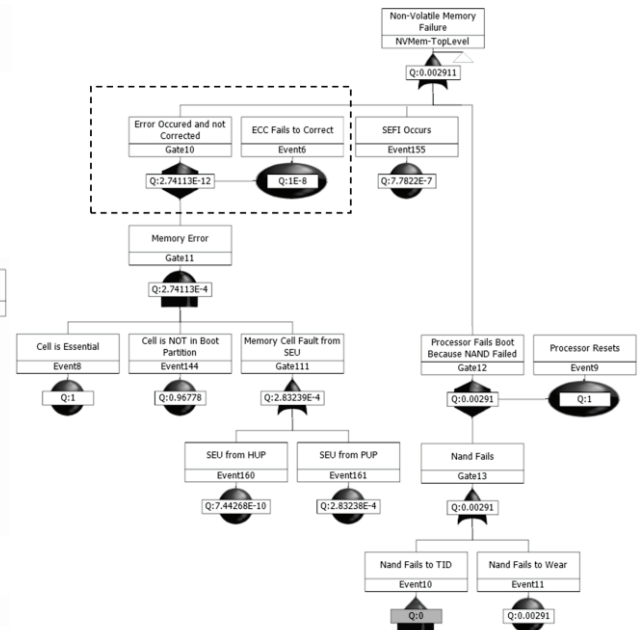 Non-Volatile Memory
Failure
NVMem-TopLevel
Q:0.002911
Error Occured and not
Corrected
Gate10
Q:2.74113E-12
ECC Fails to Correct
Event6
Q:1E-8
SEFI Occurs
Event155
Q:7.7822E-7
Memory Error
Gate11
Q:2.74113E-4
Cell is Essential
Event8
Q:1
Cell is NOT in Boot
Partition
Event144
Q:0.96778
Memory Cell Fault from
SEU
Gate111
Q:2.83239E-4
Processor Fails Boot
Because NAND Failed
Gate12
Q:0.00291
Processor Resets
Event9
Q:1
SEU from HUP
Event160
Q:7.44268E-10
SEU from PUP
Event161
Q:2.83238E-4
Nand Fails
Gate13
Q:0.00291
Nand Fails to TID
Event10
Q:0
Nand Fails to Wear
Event11
Q:0.00291